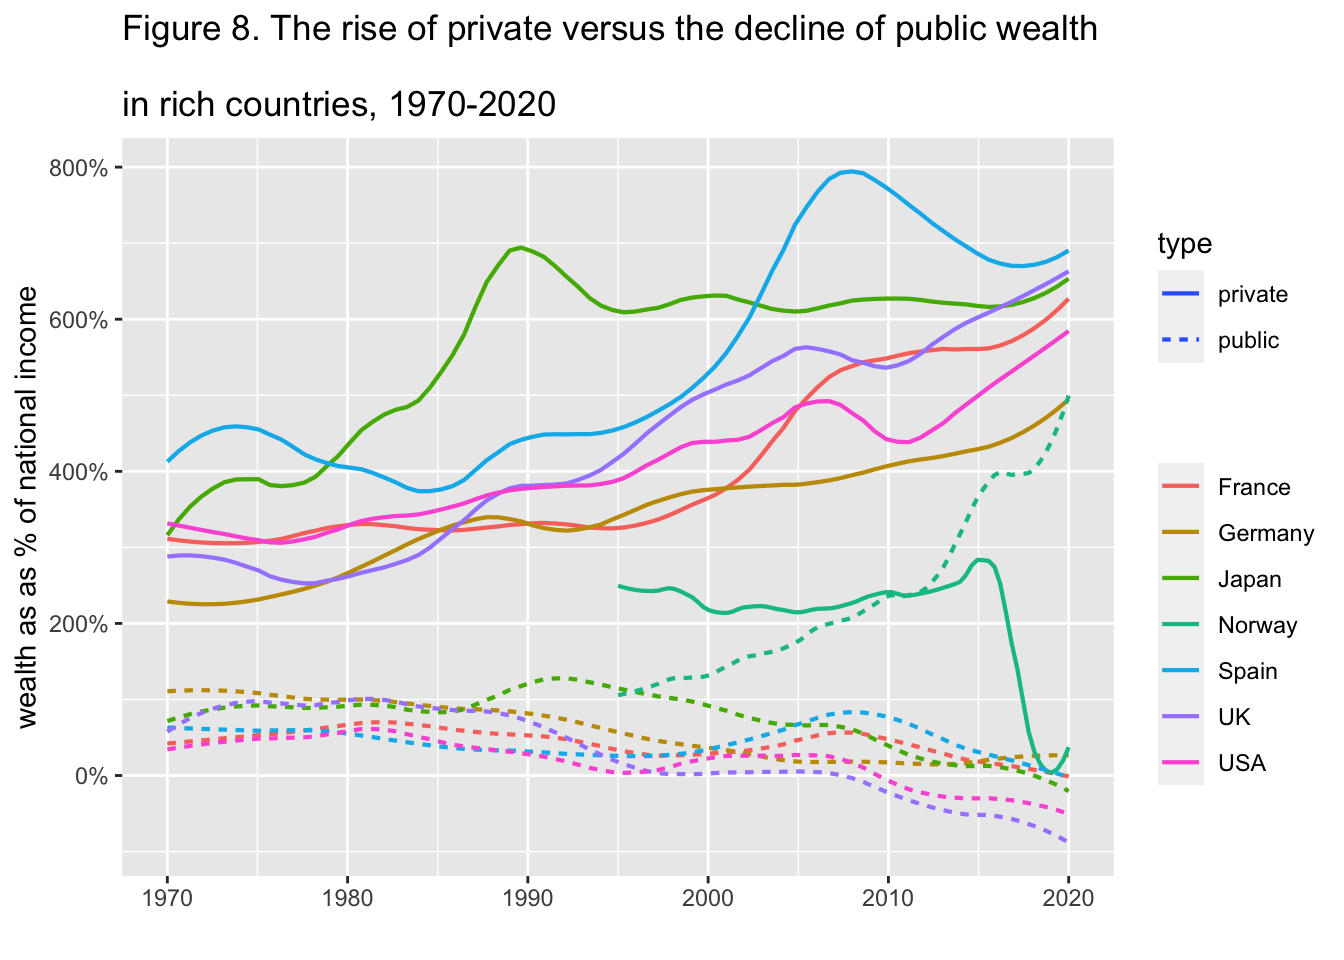 Figure 8. The rise of private versus the decline of public wealth
in rich countries, 1970-2020
wealth as as % of national income
800%
600%
400%
200%
0%
1970
1980
1990
2000
2010
2020
type
private
public
France
Germany
Japan
Norway
Spain
UK
USA